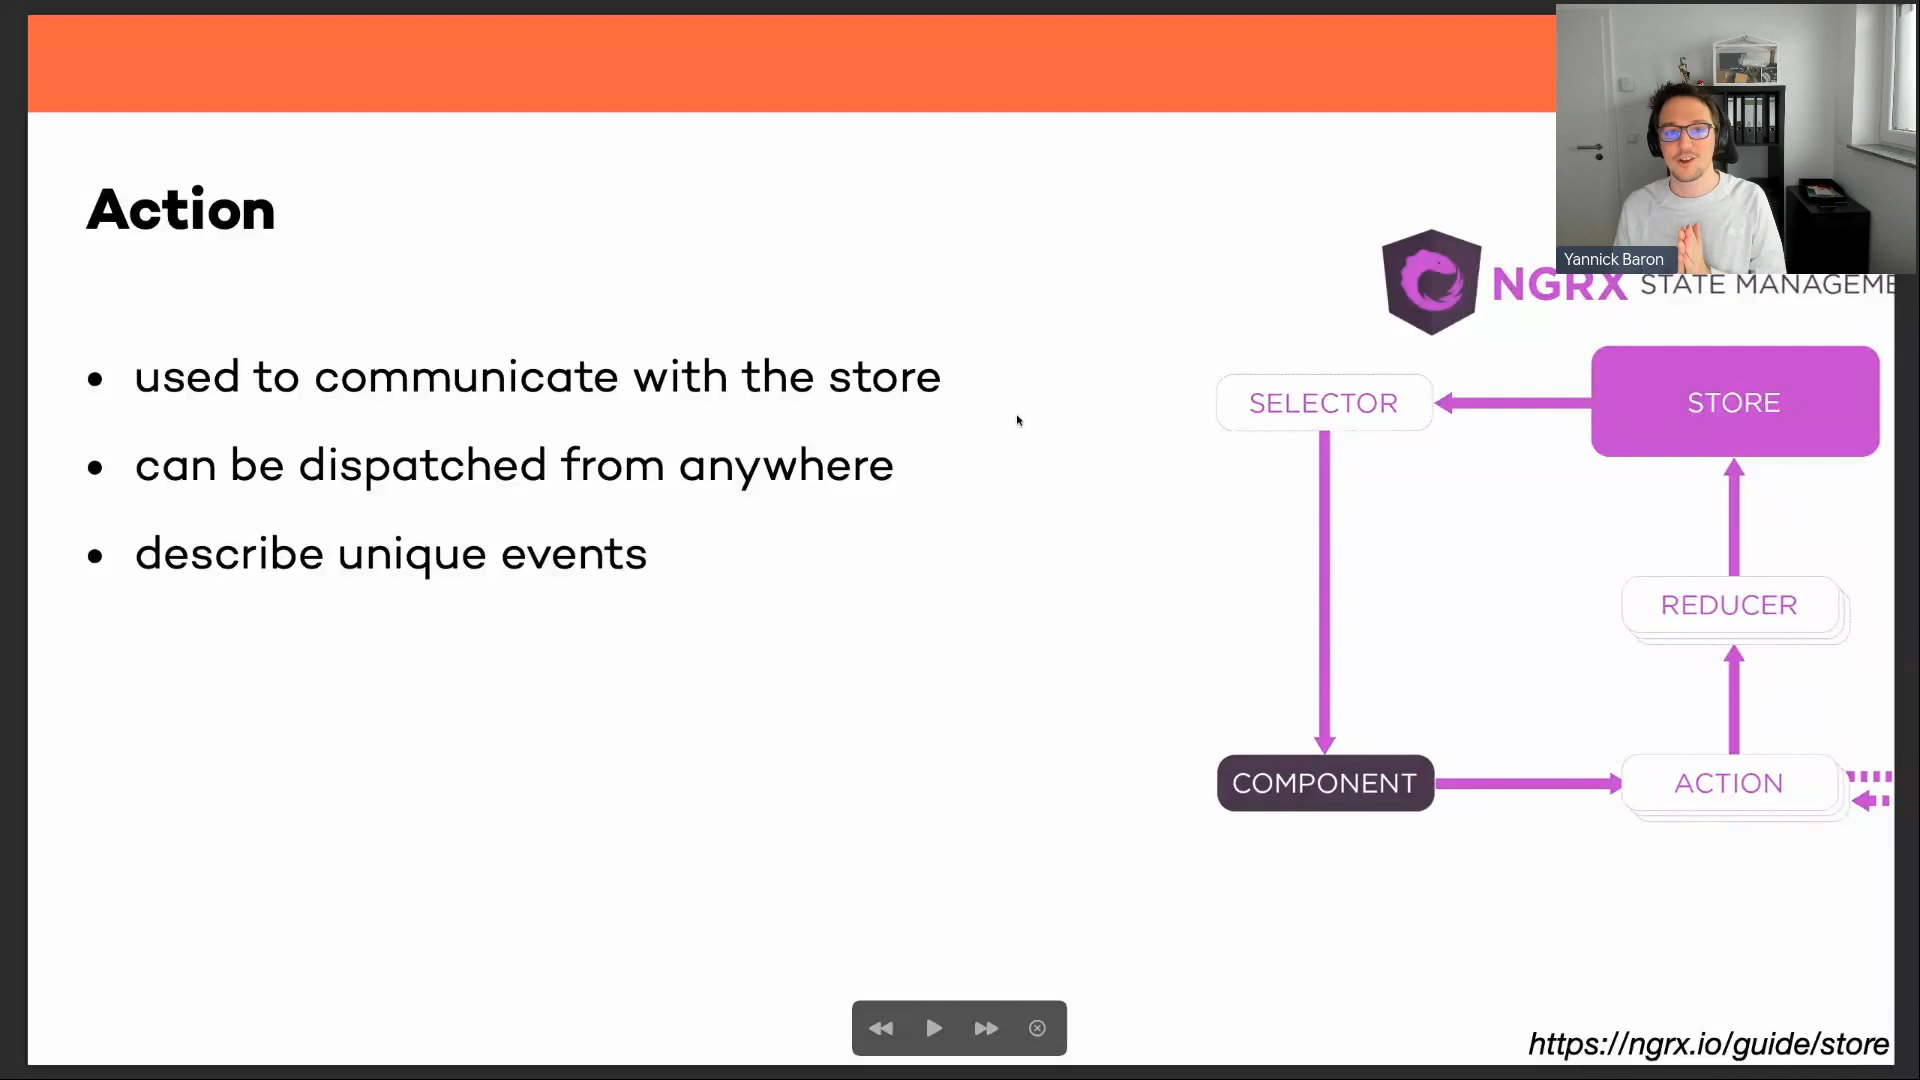 Action
• used to communicate with the store
• can be dispatched from anywhere
• describe unique events
Yannick Baron
NGRX STATE MANAGEME
SELECTOR
STORE
REDUCER
COMPONENT
ACTION
https://ngrx.io/guide/store